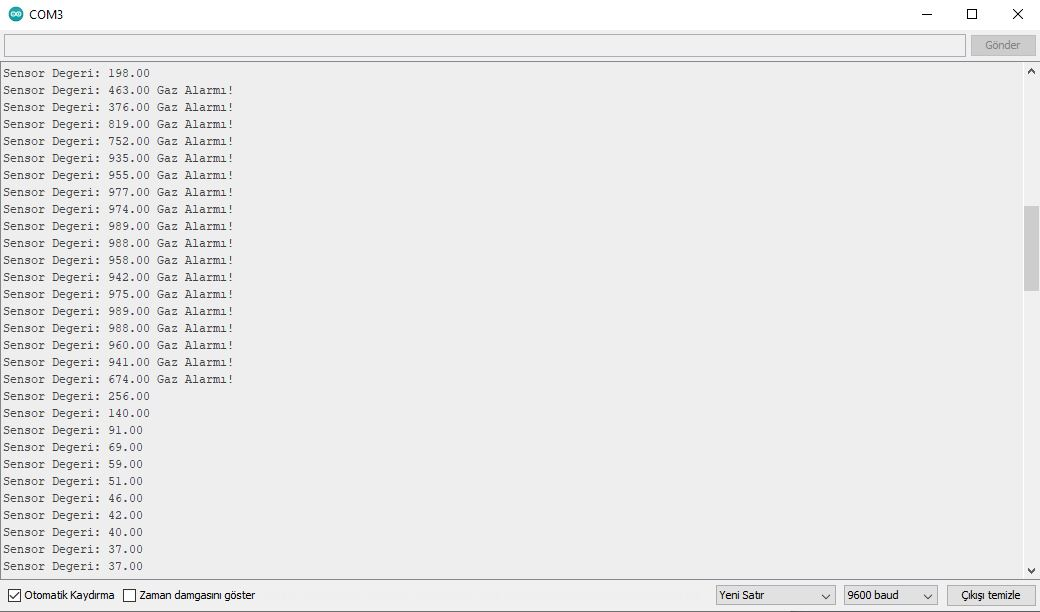 COM3
Gönder
Sensor Degeri: 198.00
Sensor Degeri: 463.00 Gaz Alarmı!
Sensor Degeri: 376.00 Gaz Alarmı!
Sensor Degeri: 819.00 Gaz Alarmı!
Sensor Degeri: 752.00 Gaz Alarmı!
Sensor Degeri: 935.00 Gaz Alarmı!
Sensor Degeri: 955.00 Gaz Alarmı!
Sensor Degeri: 977.00 Gaz Alarmı!
Sensor Degeri: 974.00 Gaz Alarmı!
Sensor Degeri: 989.00 Gaz Alarmı!
Sensor Degeri: 988.00 Gaz Alarmı!
Sensor Degeri: 958.00 Gaz Alarmı!
Sensor Degeri: 942.00 Gaz Alarmı!
Sensor Degeri: 975.00 Gaz Alarmı!
Sensor Degeri: 989.00 Gaz Alarmı!
Sensor Degeri: 988.00 Gaz Alarmı!
Sensor Degeri: 960.00 Gaz Alarmı!
Sensor Degeri: 941.00 Gaz Alarmı!
Sensor Degeri: 674.00 Gaz Alarmı!
Sensor Degeri: 256.00
Sensor Degeri: 140.00
Sensor Degeri: 91.00
Sensor Degeri: 69.00
Sensor Degeri: 59.00
Sensor Degeri: 51.00
Sensor Degeri: 46.00
Sensor Degeri: 42.00
Sensor Degeri: 40.00
Sensor Degeri: 37.00
Sensor Degeri: 37.00
Otomatik Kaydırma Zaman damgasını göster Yeni Satır 9600 baud Çıkışı temizle